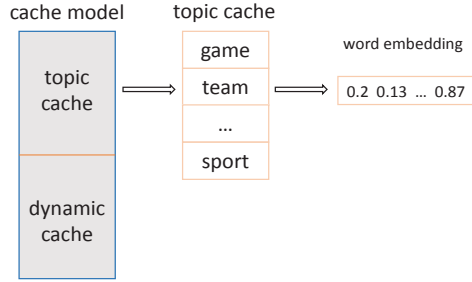 cache model
topic
cache
dynamic
cache
topic cache
game
team
...
sport
word embedding
0.2 0.13 ... 0.87